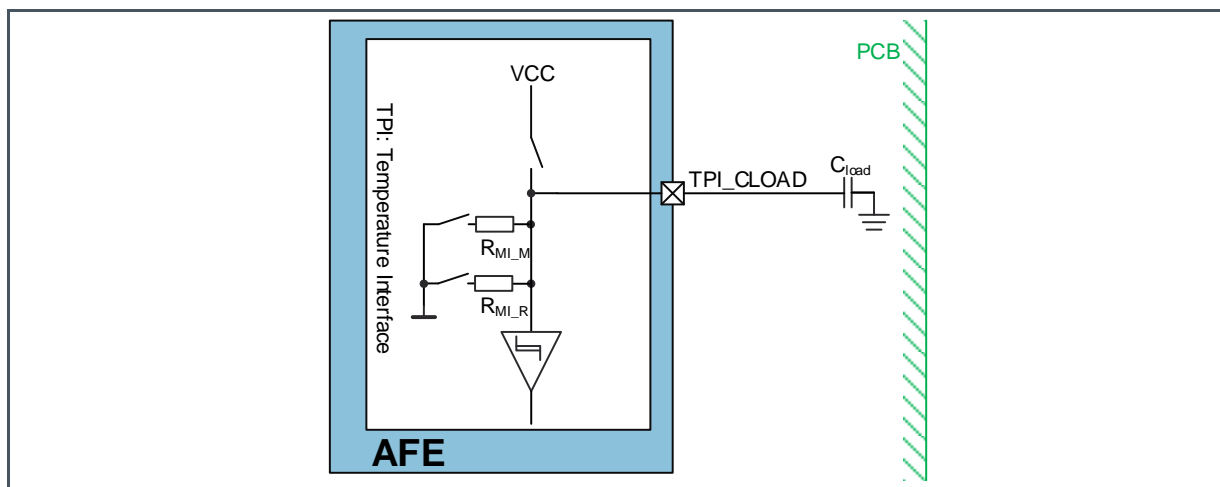 PCB
VCC
TPI: Temperature Interface
TPI_CLOAD
Cload
RMI_M
RMI_R
AFE